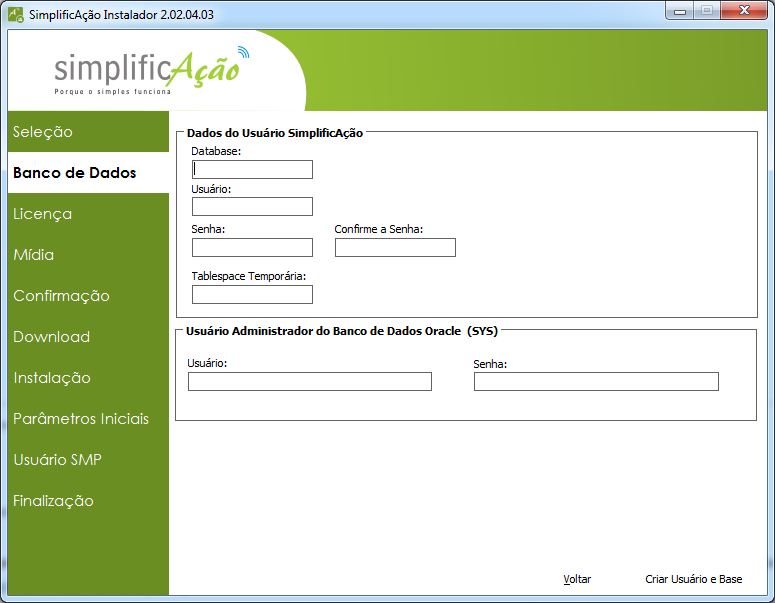 SimplificAção Instalador 2.02.04.03
simplificAção
Porque o simples funciona
Seleção
Banco de Dados
Licença
Mídia
Confirmação
Download
Instalação
Parâmetros Iniciais
Usuário SMP
Finalização
Dados do Usuário SimplificAção
Database:
Usuário:
Senha: Confirme a Senha:
Tablespace Temporária:
Usuário Administrador do Banco de Dados Oracle (SYS)
Usuário: Senha:
Voltar Criar Usuário e Base